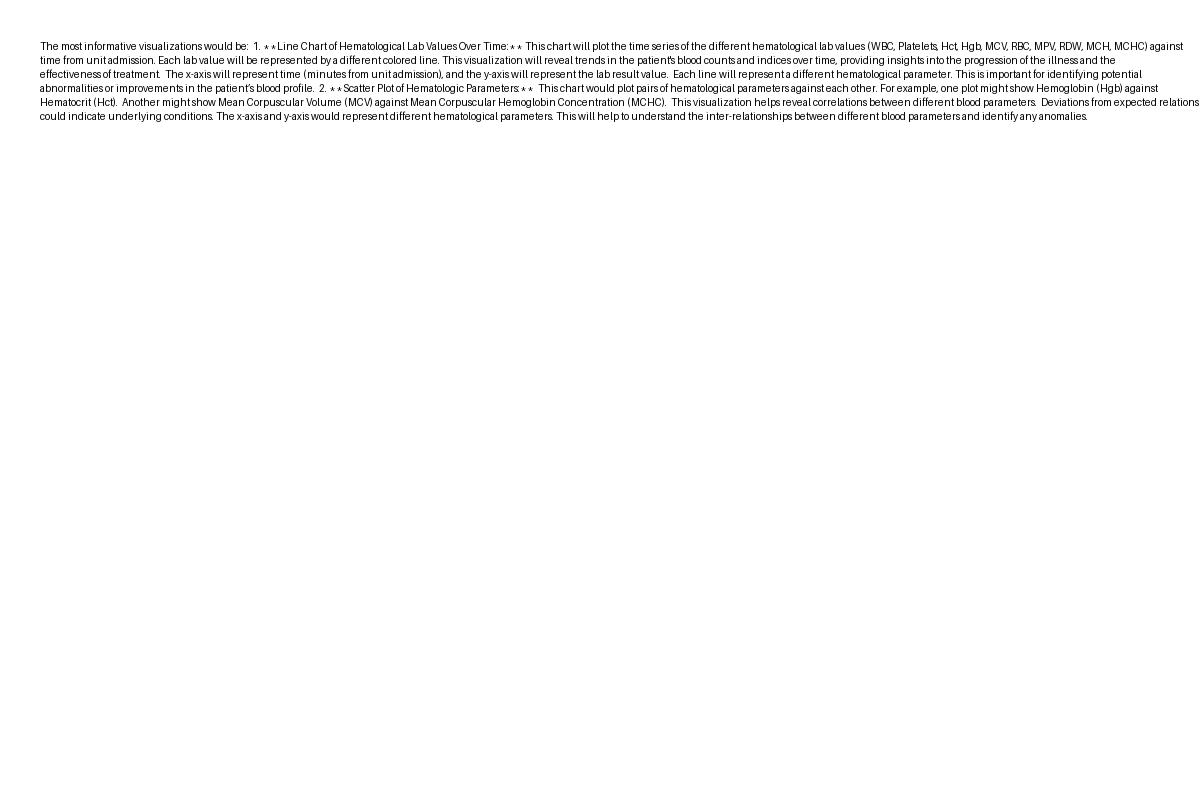 The most informative visualizations would be:  1. **Line Chart of Hematological Lab Values Over Time:** This chart will plot the time series of the different hematological lab values (WBC, Platelets, Hct, Hgb, MCV, RBC, MPV, RDW, MCH, MCHC) against
time from unit admission. Each lab value will be represented by a different colored line. This visualization will reveal trends in the patient's blood counts and indices over time, providing insights into the progression of the illness and the
effectiveness of treatment.  The x-axis will represent time (minutes from unit admission), and the y-axis will represent the lab result value.  Each line will represent a different hematological parameter. This is important for identifying potential
abnormalities or improvements in the patient's blood profile.  2. **Scatter Plot of Hematologic Parameters:**  This chart would plot pairs of hematological parameters against each other. For example, one plot might show Hemoglobin (Hgb) against
Hematocrit (Hct).  Another might show Mean Corpuscular Volume (MCV) against Mean Corpuscular Hemoglobin Concentration (MCHC).  This visualization helps reveal correlations between different blood parameters.  Deviations from expected relations
could indicate underlying conditions. The x-axis and y-axis would represent different hematological parameters. This will help to understand the inter-relationships between different blood parameters and identify any anomalies.